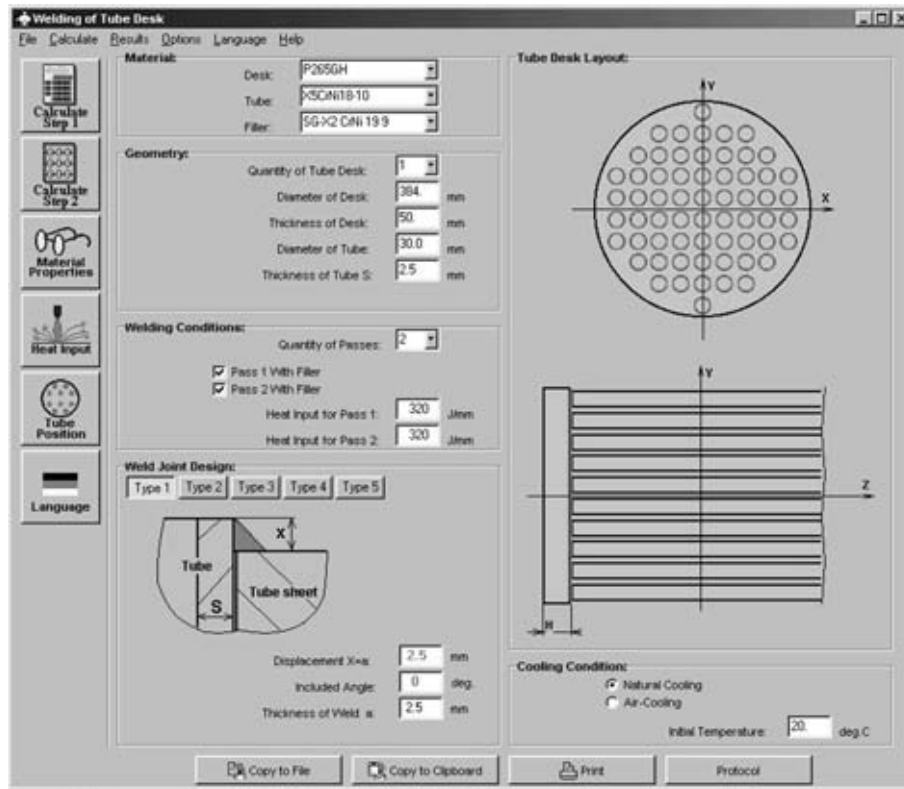 Welding of Tube Desk
File Calculate Results Options Language Help
Calculate Step 1
Calculate Step 2
Material Properties
Heat Input
Tube Position
Language
Material:
Desk: P265GH
Tube: X5CrNi18-10
Filler: SG-X2 CrNi 19 9
Geometry:
Quantity of Tube Desk: 1
Diameter of Desk: 384. mm
Thickness of Desk: 50. mm
Diameter of Tube: 30.0 mm
Thickness of Tube S: 2.5 mm
Welding Conditions:
Quantity of Passes: 2
Pass 1 With Filler
Pass 2 With Filler
Heat Input for Pass 1: 320 J/mm
Heat Input for Pass 2: 320 J/mm
Weld Joint Design:
Type 1 Type 2 Type 3 Type 4 Type 5
X
Tube
S
Tube sheet
Displacement X=a: 2.5 mm
Included Angle: 0 deg.
Thickness of Weld a: 2.5 mm
Tube Desk Layout:
Y
X
Y
Z
H
Cooling Condition:
Natural Cooling
Air-Cooling
Initial Temperature: 20. deg.C
Copy to File Copy to Clipboard Print Protocol